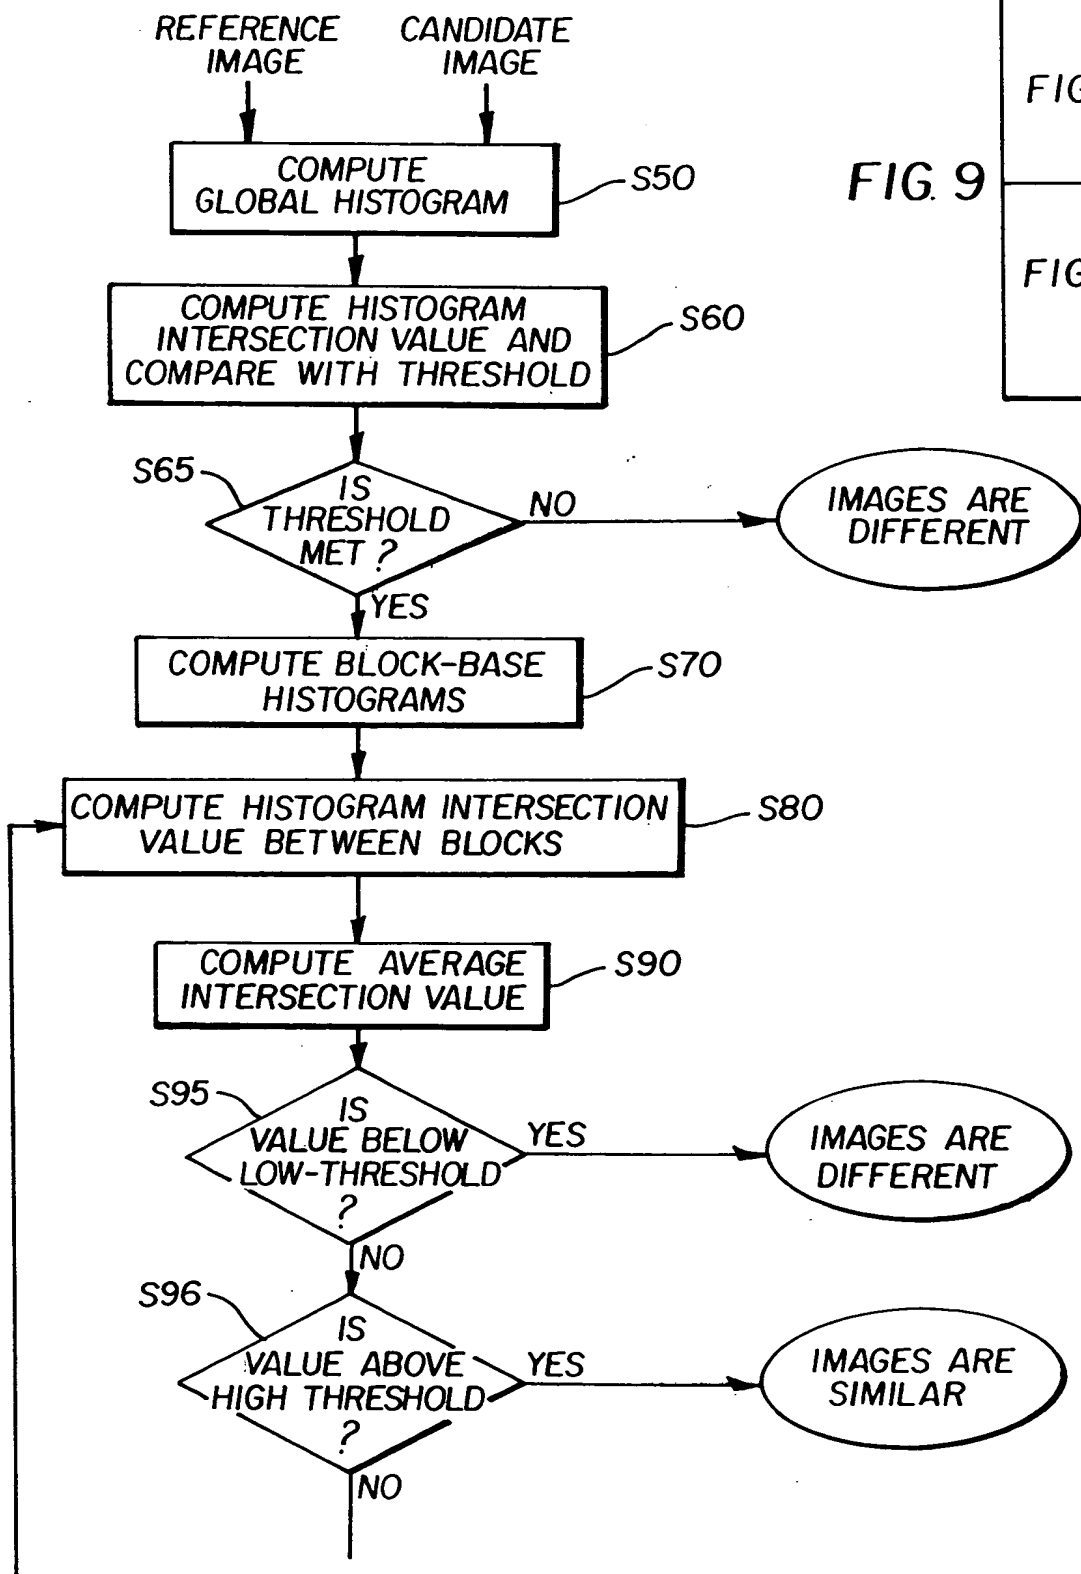 REFERENCE IMAGE
CANDIDATE IMAGE
COMPUTE
GLOBAL HISTOGRAM
S50
FIG. 9
FIG
FIG
COMPUTE HISTOGRAM
INTERSECTION VALUE AND
COMPARE WITH THRESHOLD
S60
S65
IS
THRESHOLD
MET ?
NO
IMAGES ARE
DIFFERENT
YES
COMPUTE BLOCK-BASE
HISTOGRAMS
S70
COMPUTE HISTOGRAM INTERSECTION
VALUE BETWEEN BLOCKS
S80
COMPUTE AVERAGE
INTERSECTION VALUE
S90
S95
IS
VALUE BELOW
LOW-THRESHOLD
?
YES
IMAGES ARE
DIFFERENT
NO
S96
IS
VALUE ABOVE
HIGH THRESHOLD
?
YES
IMAGES ARE
SIMILAR
NO